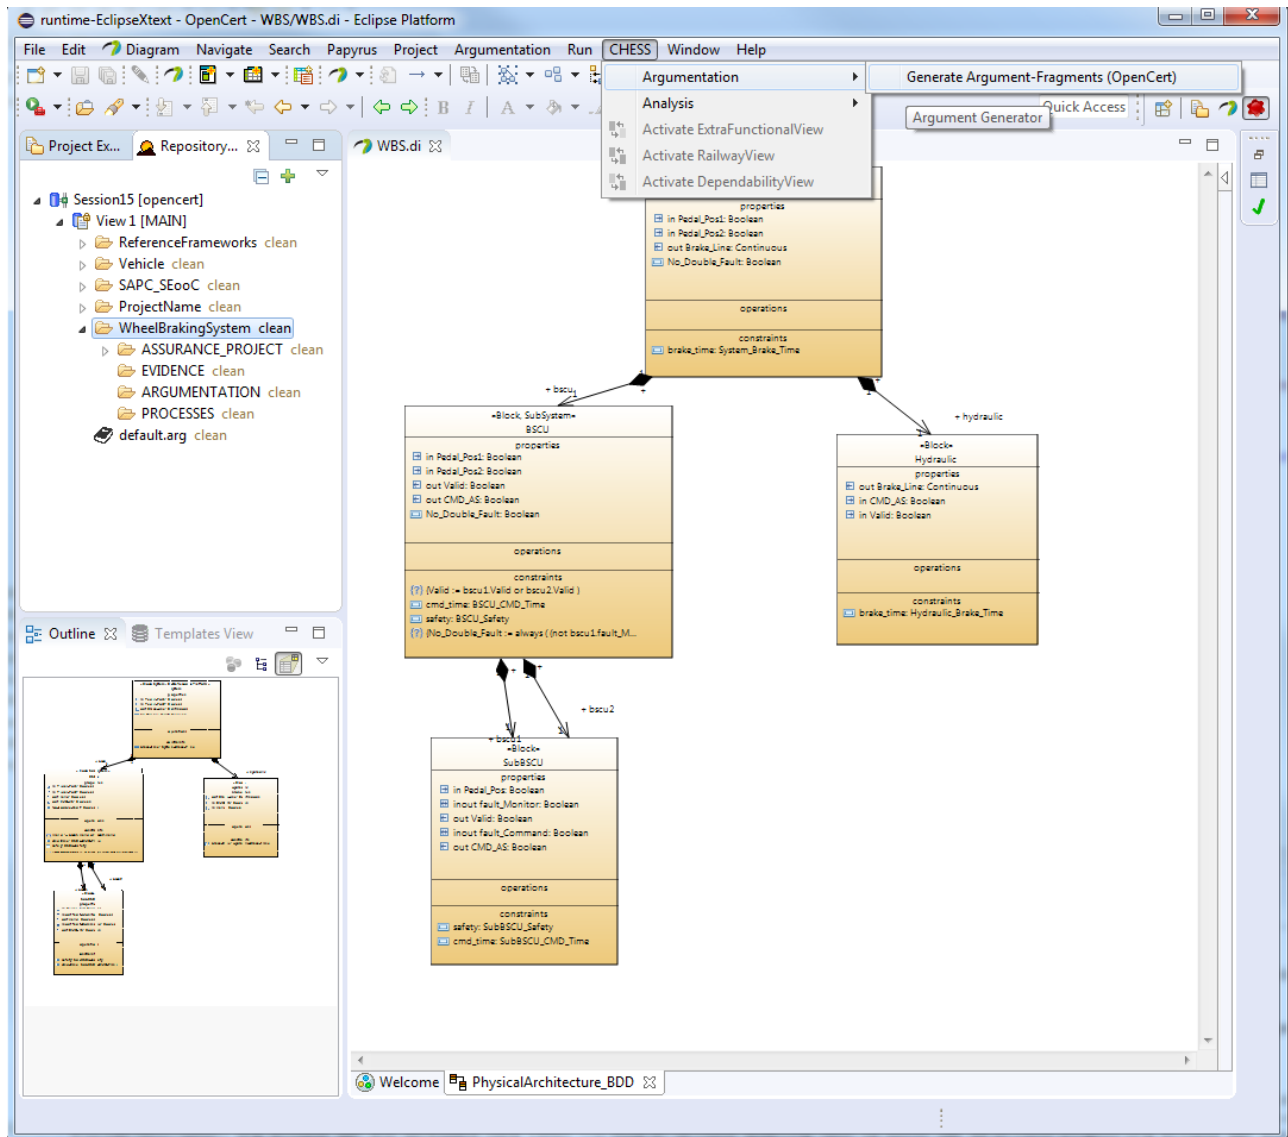 runtime-EclipseXtext - OpenCert - WBS/WBS.di - Eclipse Platform
File Edit Diagram Navigate Search Papyrus Project Argumentation Run CHESS Window Help
Argumentation
Generate Argument-Fragments (OpenCert)
Analysis
Quick Access
Argument Generator
Activate ExtraFunctionalView
Activate RailwayView
Activate DependabilityView
Project Ex...
Repository...
WBS.di
Session15 [opencert]
View 1 [MAIN]
ReferenceFrameworks clean
Vehicle clean
SAPC_SEooC clean
ProjectName clean
WheelBrakingSystem clean
ASSURANCE_PROJECT clean
EVIDENCE clean
ARGUMENTATION clean
PROCESSES clean
default.arg clean
properties
in Pedal_Pos1: Boolean
in Pedal_Pos2: Boolean
out Brake_Line: Continuous
No_Double_Fault: Boolean
operations
constraints
brake_time: System_Brake_Time
+ bscu
1
+ hydraulic
1
«Block, SubSystem»
BSCU
properties
in Pedal_Pos1: Boolean
in Pedal_Pos2: Boolean
out Valid: Boolean
out CMD_AS: Boolean
No_Double_Fault: Boolean
operations
constraints
{?} (Valid := bscu1.Valid or bscu2.Valid )
cmd_time: BSCU_CMD_Time
safety: BSCU_Safety
{?} (No_Double_Fault := always ( (not bscu1.fault_M...
«Block»
Hydraulic
properties
out Brake_Line: Continuous
in CMD_AS: Boolean
in Valid: Boolean
operations
constraints
brake_time: Hydraulic_Brake_Time
+ bscu2
+ bscu1
«Block»
SubBSCU
properties
in Pedal_Pos: Boolean
inout fault_Monitor: Boolean
out Valid: Boolean
inout fault_Command: Boolean
out CMD_AS: Boolean
operations
constraints
safety: SubBSCU_Safety
cmd_time: SubBSCU_CMD_Time
Outline
Templates View
Welcome
PhysicalArchitecture_BDD